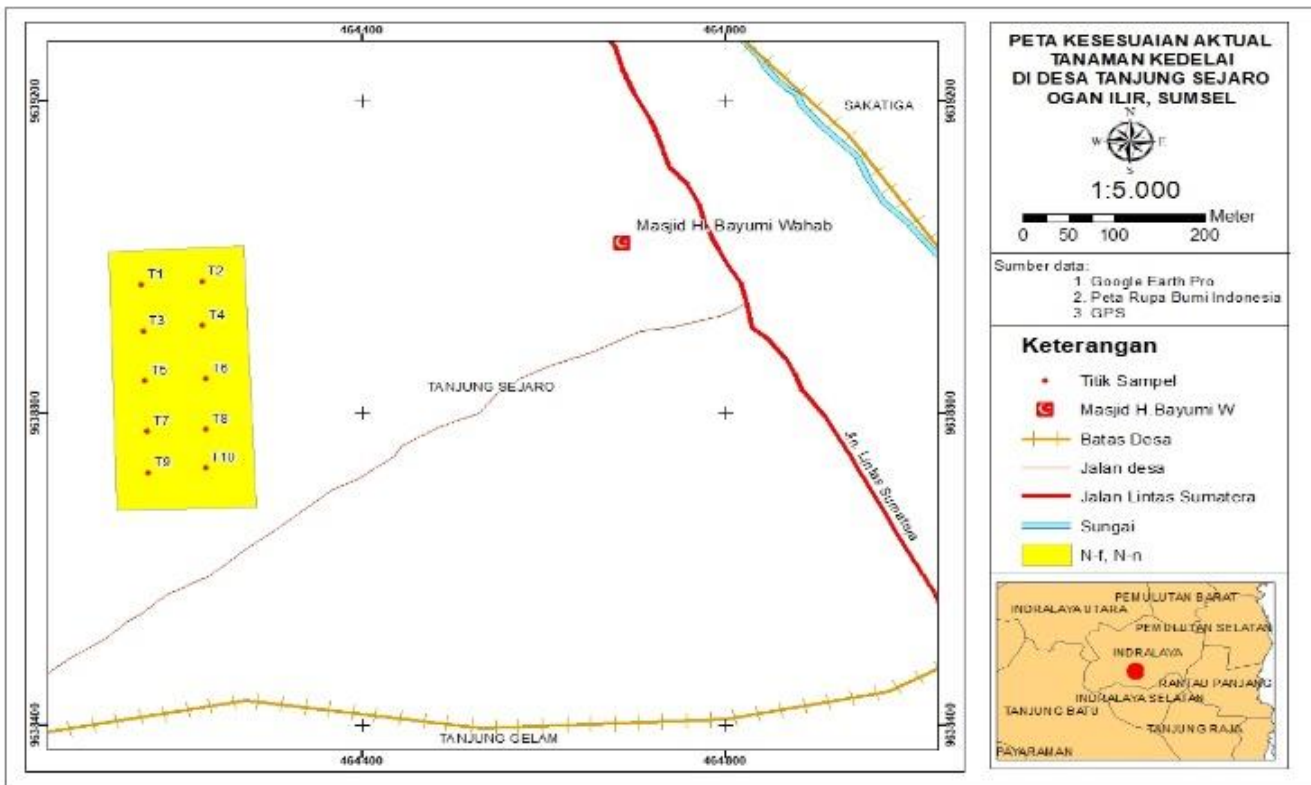 464400
464800
9639200
9639200
SAKATIGA
Masjid H. Bayumi Wahab
T1
T2
T3
T4
TANJUNG SEJARO
T5
T6
T7
T8
T9
T10
Jln. Lintas Sumatera
TANJUNG GELAM
464400
464800
PETA KESESUAIAN AKTUAL
TANAMAN KEDELAI
DI DESA TANJUNG SEJARO
OGAN ILIR, SUMSEL
N
W
E
S
1:5.000
Meter
0 50 100 200
Sumber data:
1. Google Earth Pro
2. Peta Rupa Bumi Indonesia
3. GPS
Keterangan
Titik Sampel
Masjid H.Bayumi W
Batas Desa
Jalan desa
Jalan Lintas Sumatera
Sungai
N-f, N-n
PEMULUTAN BARAT
INDRALAYA UTARA
PEMULUTAN SELATAN
INDRALAYA
RANTAU PANJANG
INDRALAYA SELATAN
TANJUNG BATU
TANJUNG RAJA
PAYARAMAN